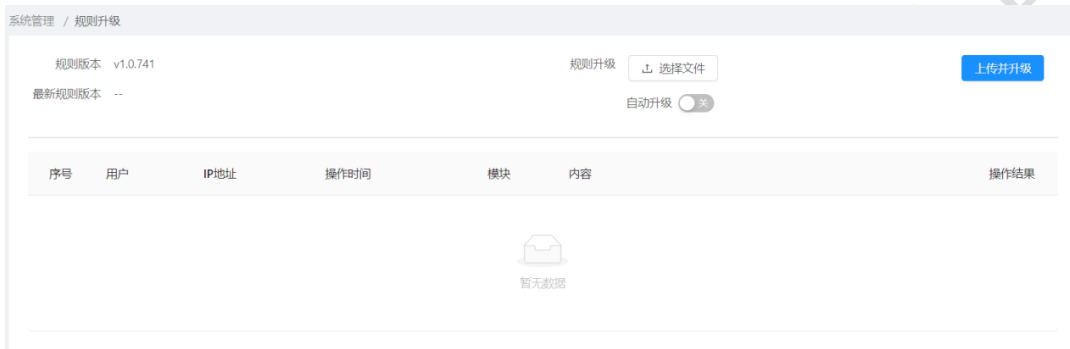 系统管理 / 规则升级
规则版本 v1.0.741 规则升级 选择文件 上传并升级
最新规则版本 -- 自动升级 关
序号 用户 IP地址 操作时间 模块 内容 操作结果
暂无数据